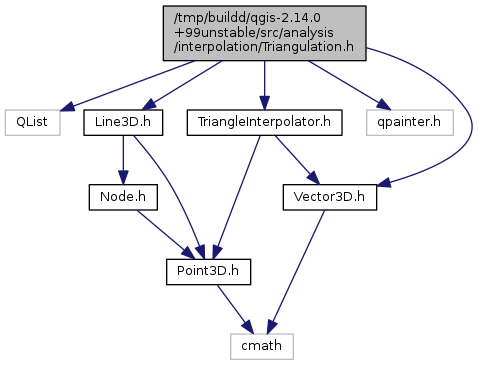 /tmp/buildd/qgis-2.14.0
+99unstable/src/analysis
/interpolation/Triangulation.h
QList
Line3D.h
TriangleInterpolator.h
qpainter.h
Node.h
Vector3D.h
Point3D.h
cmath